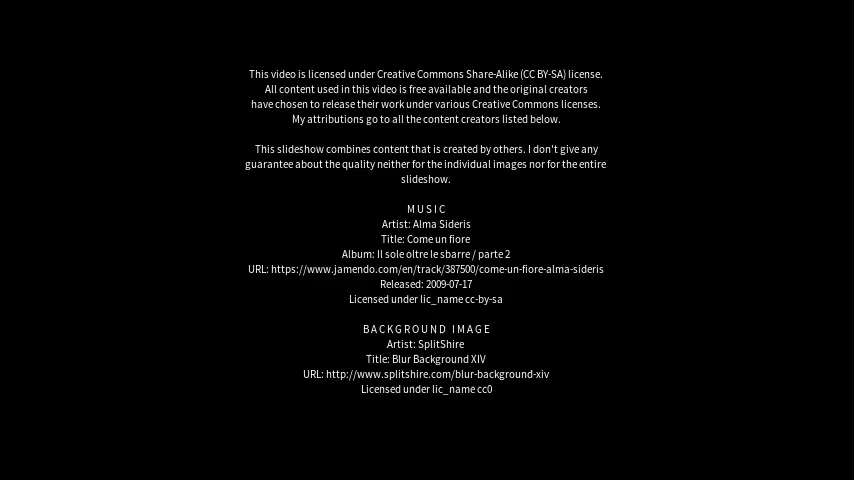 This video is licensed under Creative Commons Share-Alike (CC BY-SA) license.
All content used in this video is free available and the original creators
have chosen to release their work under various Creative Commons licenses.
My attributions go to all the content creators listed below.
This slideshow combines content that is created by others. I don't give any
guarantee about the quality neither for the individual images nor for the entire
slideshow.
MUSIC
Artist: Alma Sideris
Title: Come un fiore
Album: Il sole oltre le sbarre / parte 2
URL: https://www.jamendo.com/en/track/387500/come-un-fiore-alma-sideris
Released: 2009-07-17
Licensed under lic_name cc-by-sa
BACKGROUND IMAGE
Artist: SplitShire
Title: Blur Background XIV
URL: http://www.splitshire.com/blur-background-xiv
Licensed under lic_name cc0